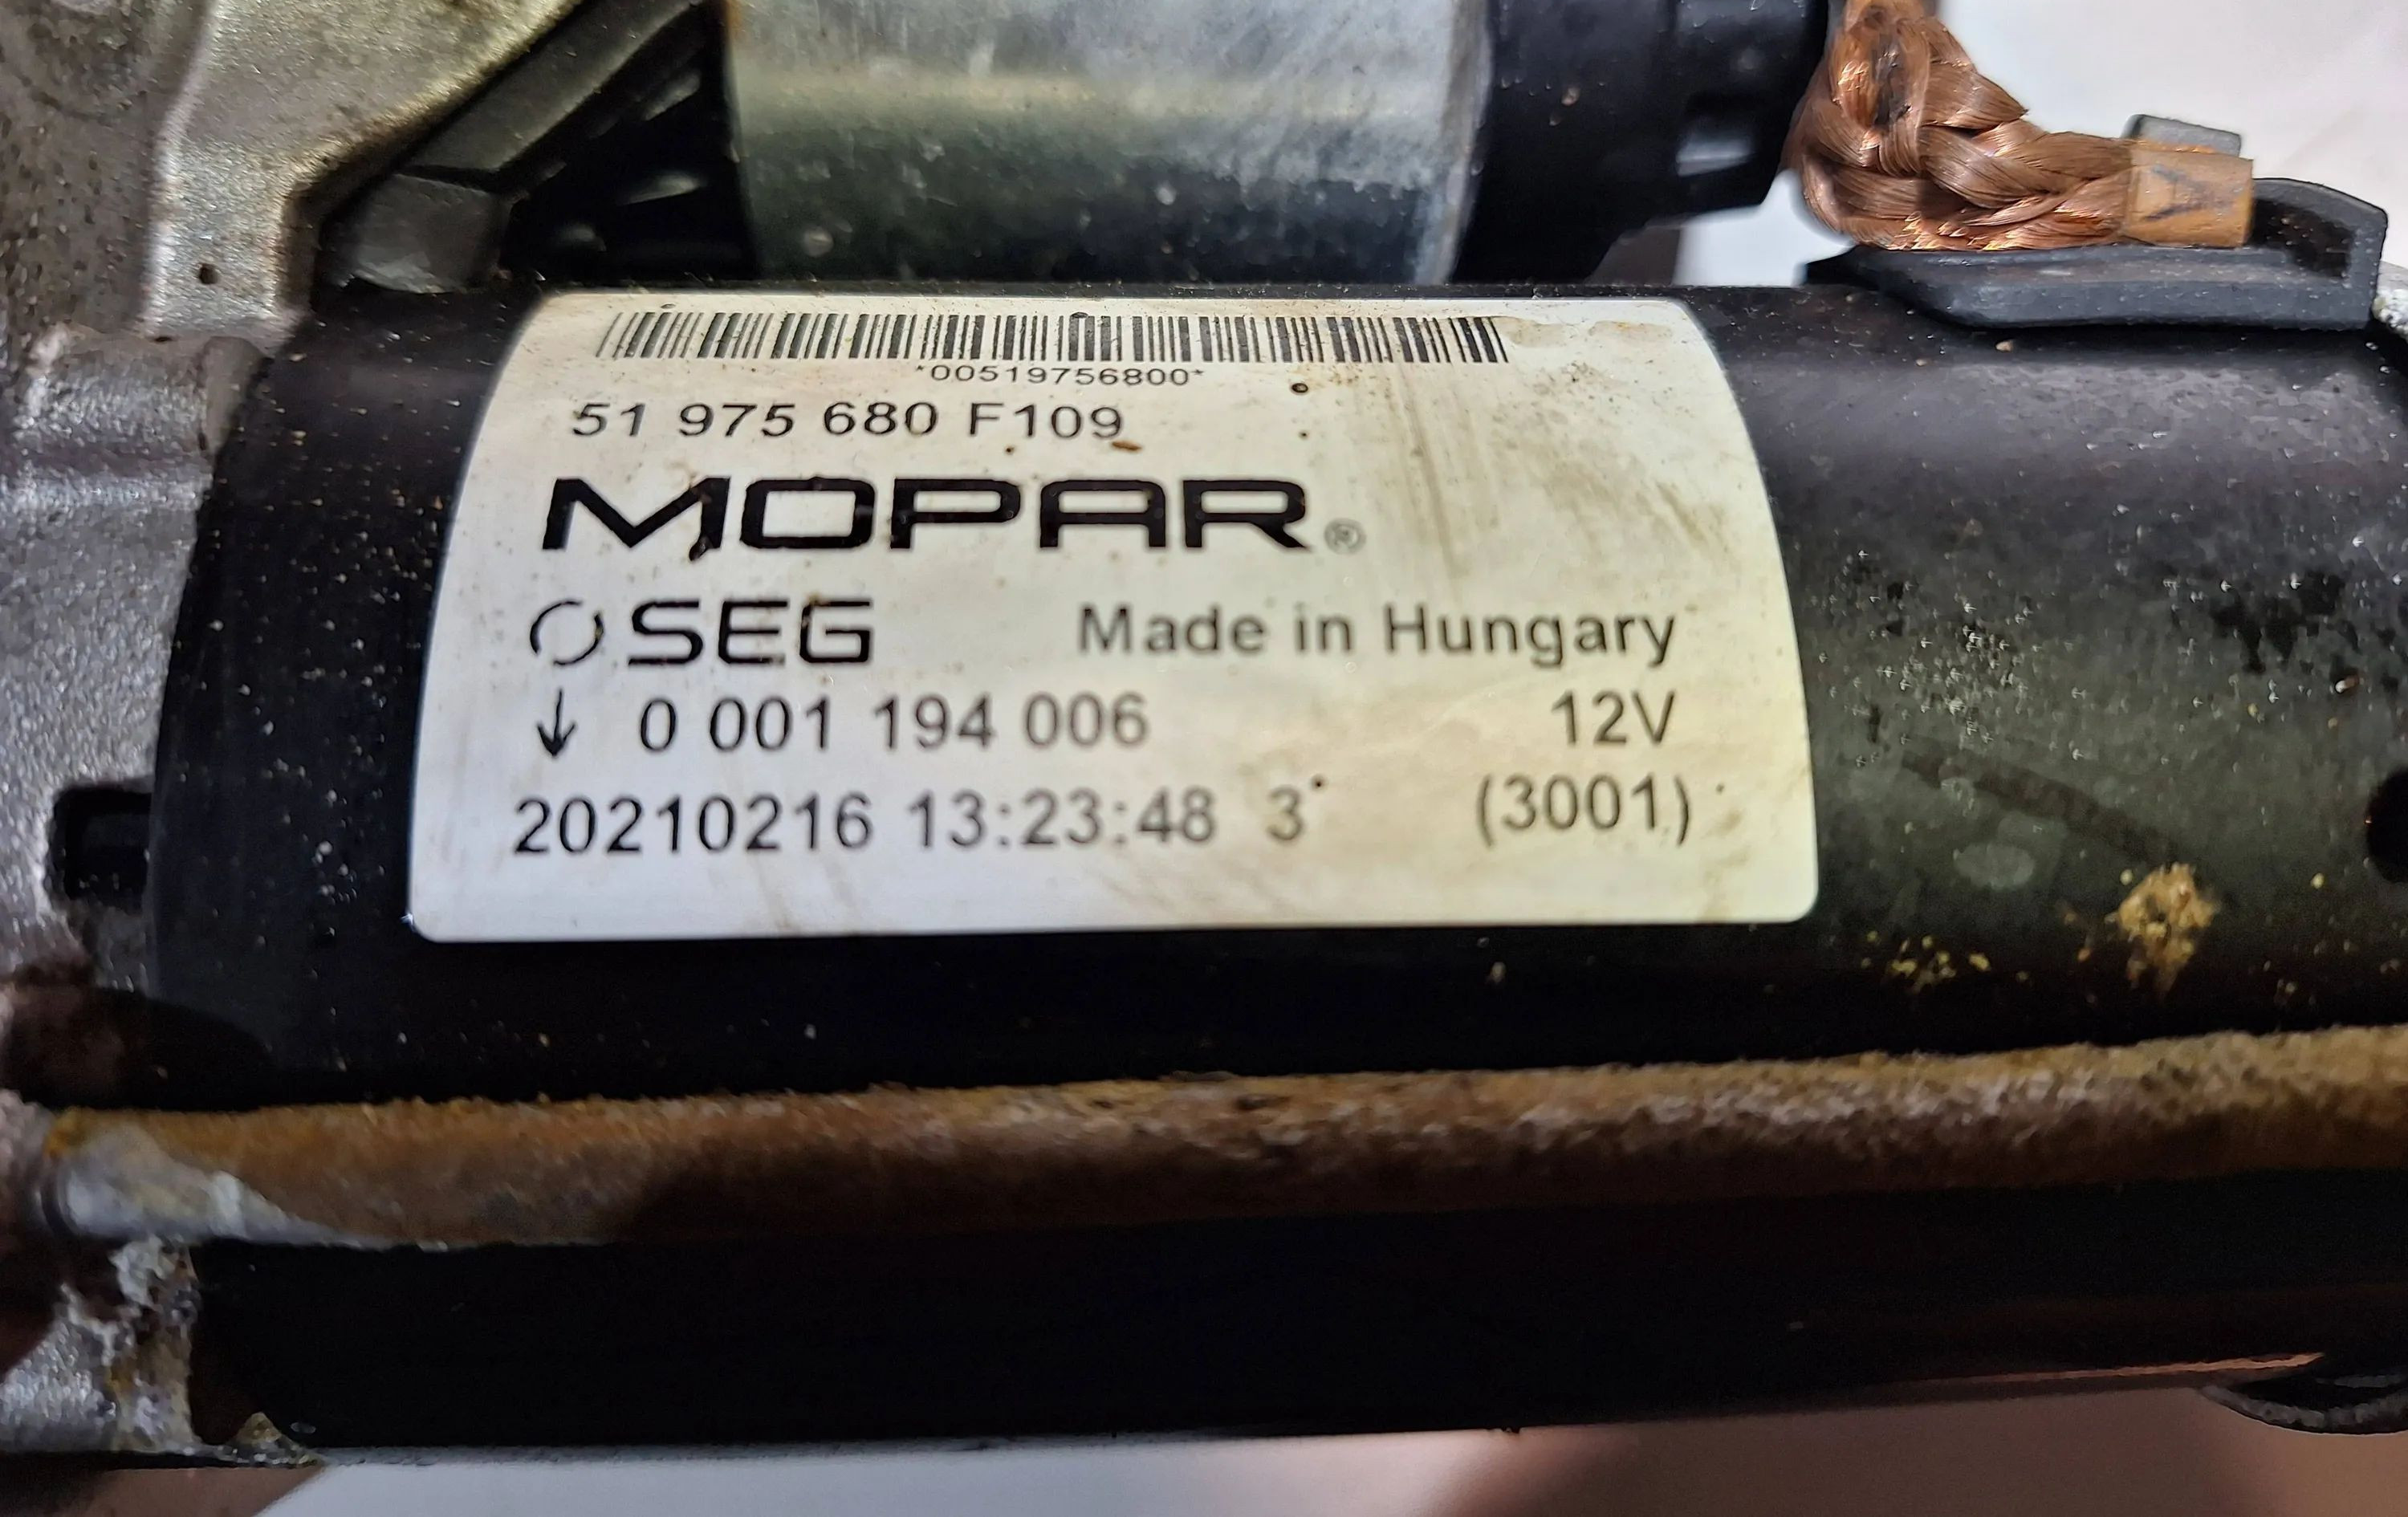 *00519756800*
51 975 680 F109
MOPAR®
SEG Made in Hungary
↓ 0 001 194 006 12V
20210216 13:23:48 3 (3001)
A